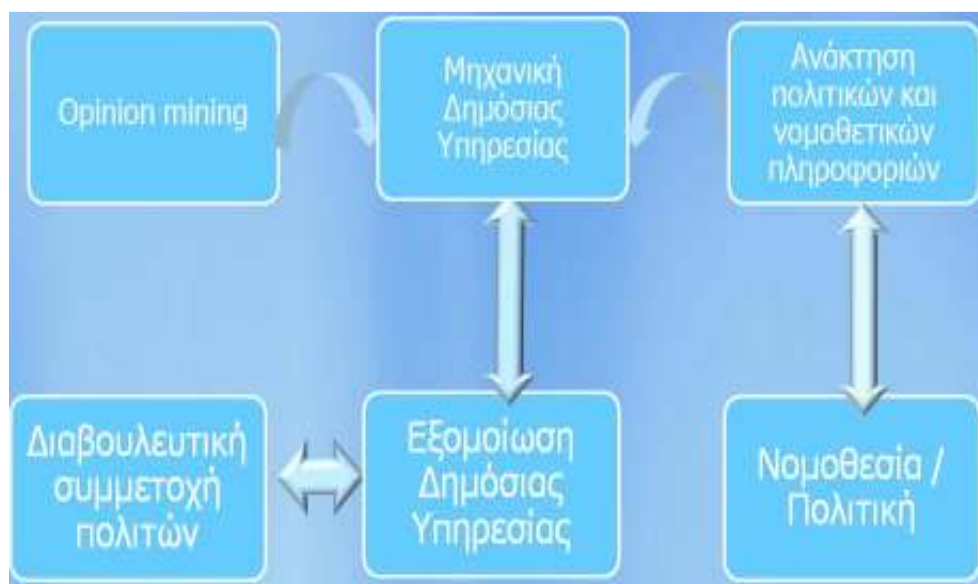 Opinion mining
Μηχανική
Δημόσιας
Υπηρεσίας
Ανάκτηση
πολιτικών και
νομοθετικών
πληροφοριών
Διαβουλευτική
συμμετοχή
πολιτών
Εξομοίωση
Δημόσιας
Υπηρεσίας
Νομοθεσία /
Πολιτική